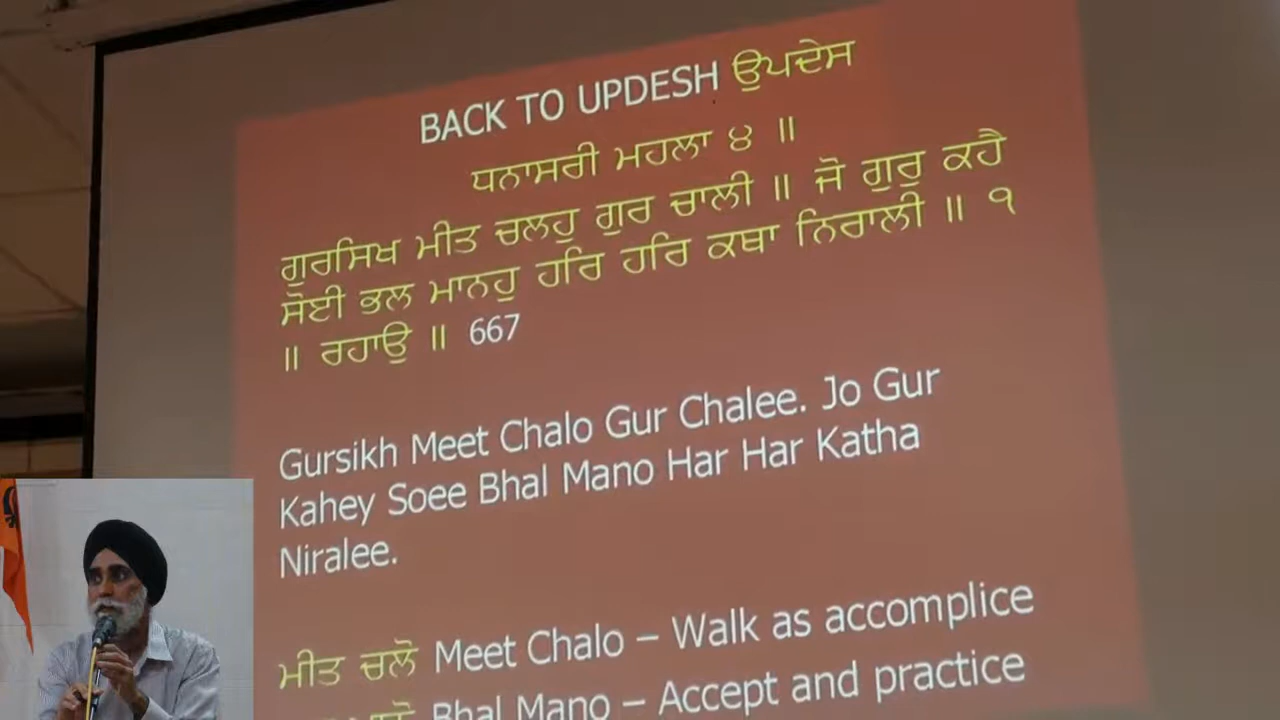 BACK TO UPDESH ਉਪਦੇਸ
ਧਨਾਸਰੀ ਮਹਲਾ ੪ ॥
ਗੁਰਸਿਖ ਮੀਤ ਚਲਹੁ ਗੁਰ ਚਾਲੀ ॥ ਜੋ ਗੁਰੁ ਕਹੈ
ਸੋਈ ਭਲ ਮਾਨਹੁ ਹਰਿ ਹਰਿ ਕਥਾ ਨਿਰਾਲੀ ॥ ੧
॥ ਰਹਾਉ ॥ 667
Gursikh Meet Chalo Gur Chalee. Jo Gur
Kahey Soee Bhal Mano Har Har Katha
Niralee.
ਮੀਤ ਚਲੋ Meet Chalo – Walk as accomplice
Bhal Mano – Accept and practice